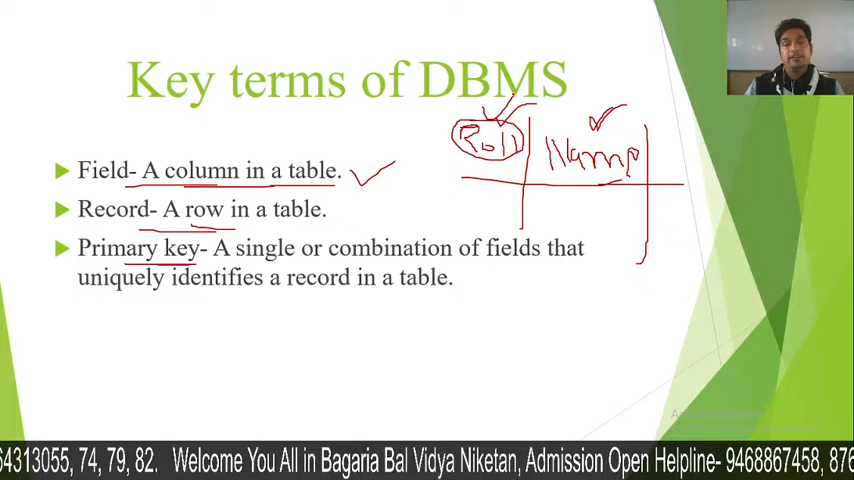 Key terms of DBMS
Roll Name
Field- A column in a table.
Record- A row in a table.
Primary key- A single or combination of fields that
uniquely identifies a record in a table.
64313055, 74, 79, 82. Welcome You All in Bagaria Bal Vidya Niketan, Admission Open Helpline- 9468867458, 876